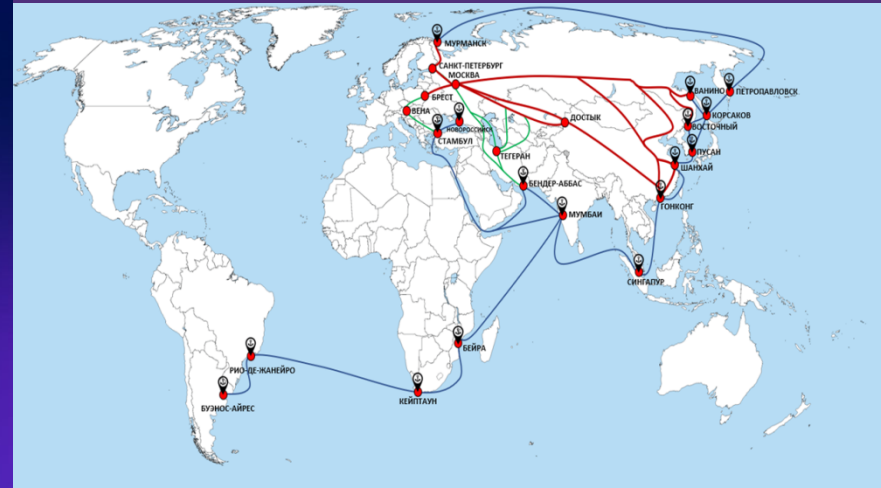 МУРМАНСК
САНКТ-ПЕТЕРБУРГ
МОСКВА
БРЕСТ
ВЕНА
НОВОРОССИЙСК
СТАМБУЛ
ТЕГЕРАН
БЕНДЕР-АББАС
ДОСТЫК
ВАНИНО
ПЕТРОПАВЛОВСК
КОРСАКОВ
ВОСТОЧНЫЙ
ПУСАН
ШАНХАЙ
ГОНКОНГ
МУМБАИ
СИНГАПУР
БЕЙРА
РИО-ДЕ-ЖАНЕЙРО
БУЭНОС-АЙРЕС
КЕЙПТАУН